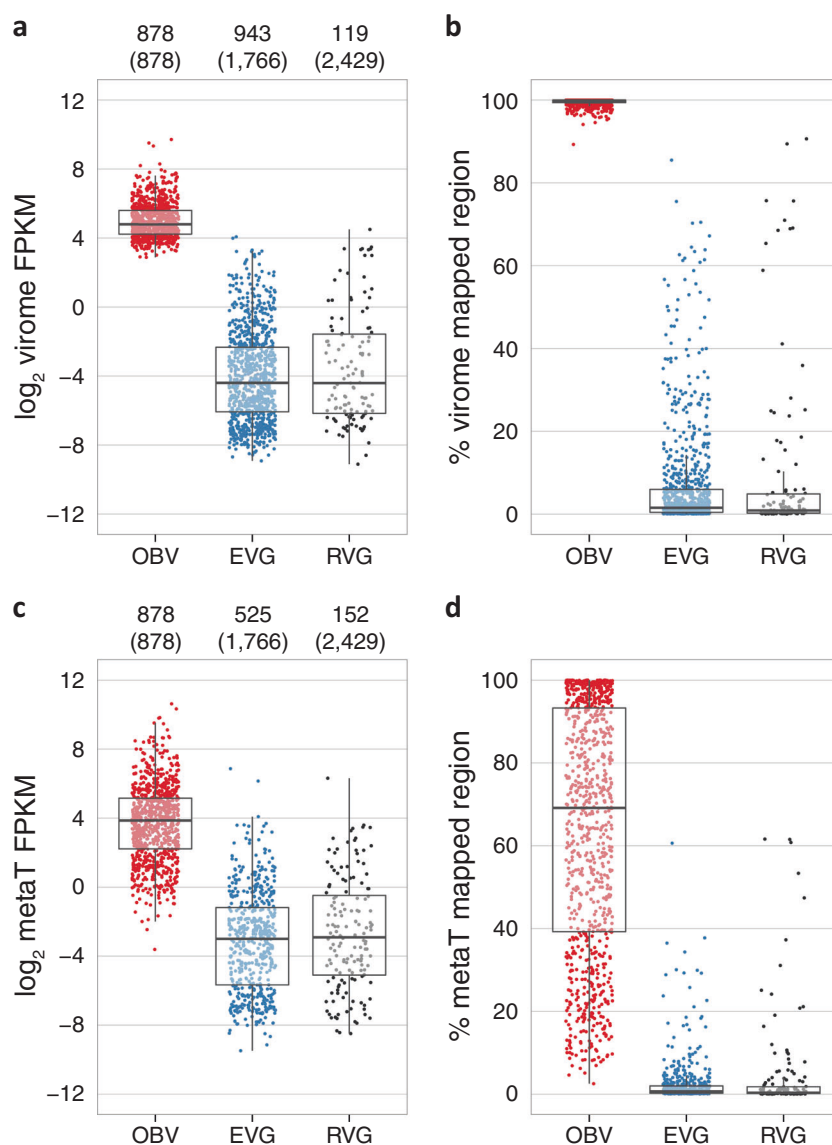 a
878 943 119
(878) (1,766) (2,429)
log₂ virome FPKM
12
8
4
0
−4
−8
−12
OBV EVG RVG
b
% virome mapped region
100
80
60
40
20
0
OBV EVG RVG
c
878 525 152
(878) (1,766) (2,429)
log₂ metaT FPKM
12
8
4
0
−4
−8
−12
OBV EVG RVG
d
% metaT mapped region
100
80
60
40
20
0
OBV EVG RVG